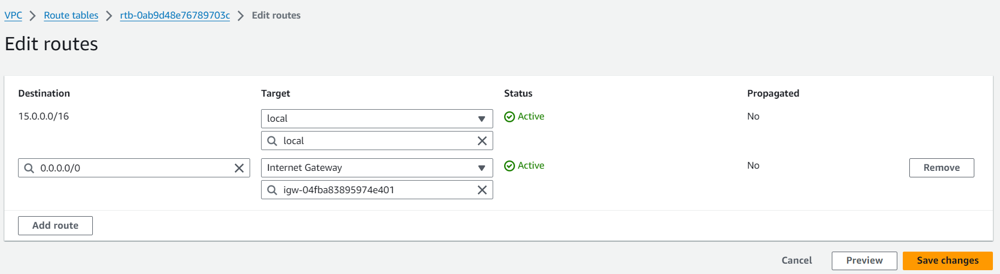 VPC > Route tables > rtb-0ab9d48e76789703c > Edit routes
Edit routes
Destination Target Status Propagated
15.0.0.0/16 local Active No
local
0.0.0.0/0 Internet Gateway Active No Remove
igw-04fba83895974e401
Add route
Cancel Preview Save changes